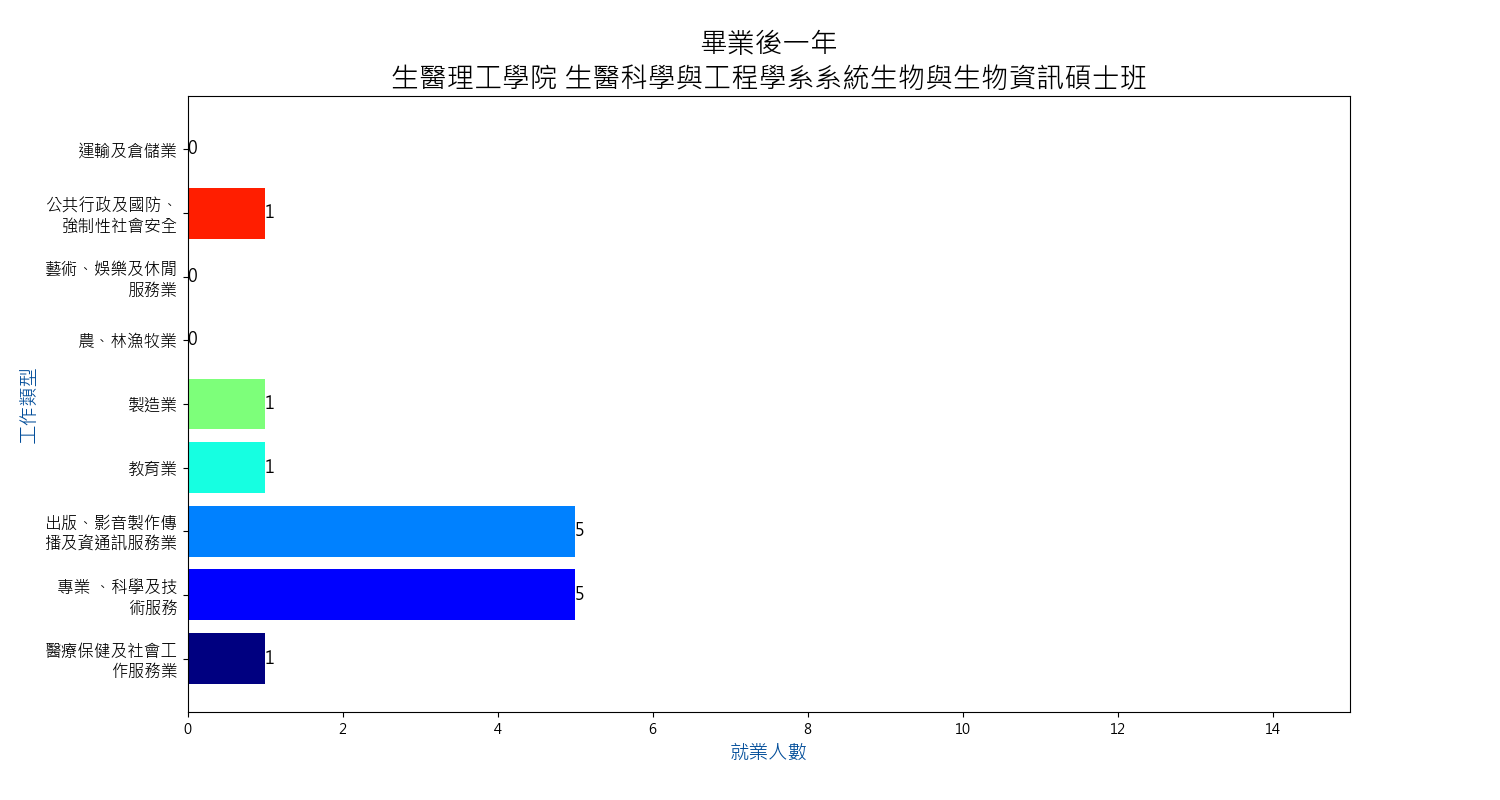 畢業後一年
生醫理工學院 生醫科學與工程學系系統生物與生物資訊碩士班
運輸及倉儲業
0
公共行政及國防、
強制性社會安全
1
藝術、娛樂及休閒
服務業
0
農、林漁牧業
0
製造業
1
教育業
1
出版、影音製作傳
播及資通訊服務業
5
專業 、科學及技
術服務
5
醫療保健及社會工
作服務業
1
工作類型
0 2 4 6 8 10 12 14
就業人數